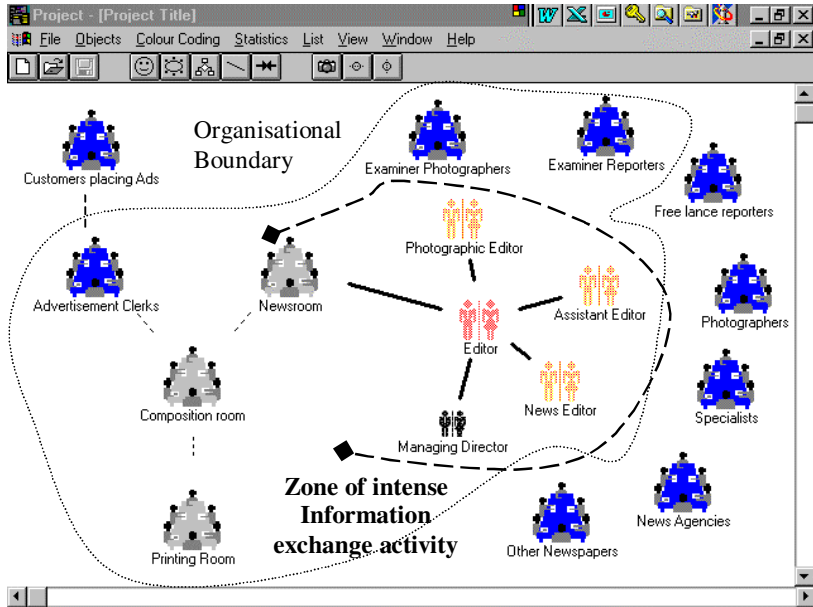 Project - [Project Title]
File Objects Colour Coding Statistics List View Window Help
Organisational
Boundary
Customers placing Ads
Examiner Photographers
Examiner Reporters
Free lance reporters
Photographic Editor
Advertisement Clerks
Newsroom
Assistant Editor
Photographers
Editor
Composition room
News Editor
Specialists
Managing Director
Zone of intense
Information
exchange activity
Printing Room
Other Newspapers
News Agencies